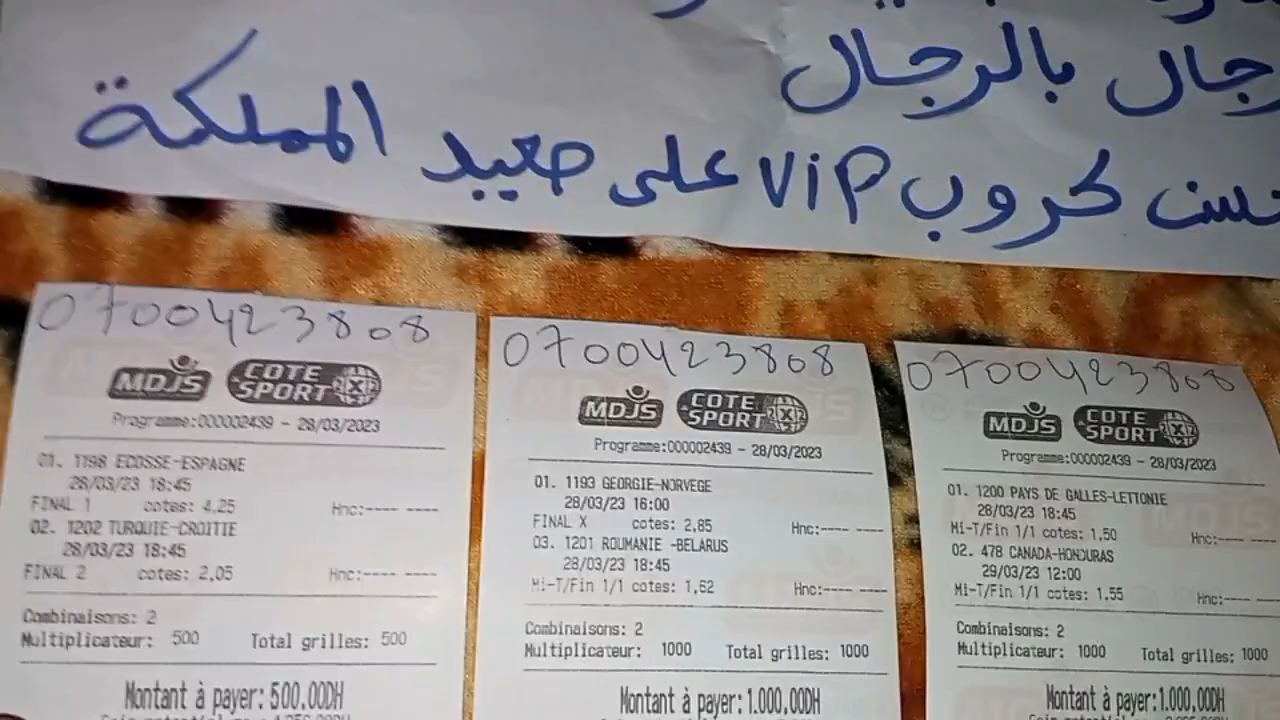 بالرجال
كروب ViP على صعيد المملكة
0700423808
MDJS COTE SPORT
Programme:000002439 - 28/03/2023
01. 1198 ECOSSE-ESPAGNE
28/03/23 18:45
FINAL 1 cotes: 4,25 Hnc:---- ----
02. 1202 TURQUIE-CROITIE
28/03/23 18:45
FINAL 2 cotes: 2,05 Hnc:---- ----
Combinaisons: 2
Multiplicateur: 500 Total grilles: 500
Montant à payer: 500,00DH
0700423808
MDJS COTE SPORT
Programme:000002439 - 28/03/2023
01. 1193 GEORGIE-NORVEGE
28/03/23 16:00
FINAL X cotes: 2,85 Hnc:---- ----
03. 1201 ROUMANIE -BELARUS
28/03/23 18:45
Mi-T/Fin 1/1 cotes: 1,62 Hnc:---- ----
Combinaisons: 2
Multiplicateur: 1000 Total grilles: 1000
Montant à payer: 1.000,00DH
0700423808
MDJS COTE SPORT
Programme:000002439 - 28/03/2023
01. 1200 PAYS DE GALLES-LETTONIE
28/03/23 18:45
Mi-T/Fin 1/1 cotes: 1,50 Hnc:---- ----
02. 478 CANADA-HONDURAS
29/03/23 12:00
Mi-T/Fin 1/1 cotes: 1,55 Hnc:---- ----
Combinaisons: 2
Multiplicateur: 1000 Total grilles: 1000
Montant à payer: 1.000,00DH